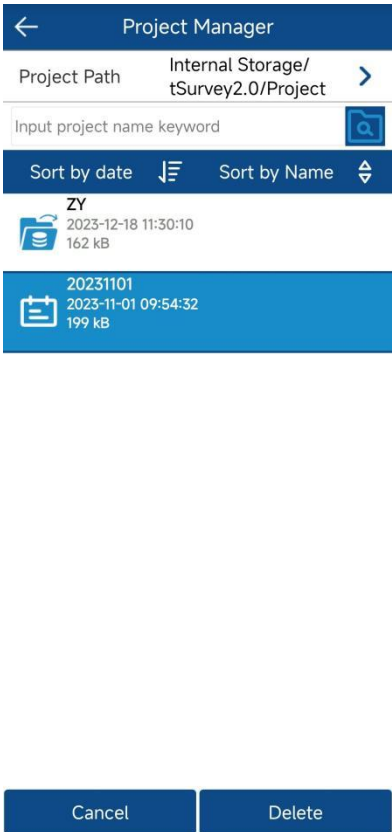 Project Manager
Project Path
Internal Storage/
tSurvey2.0/Project
Input project name keyword
Sort by date
Sort by Name
ZY
2023-12-18 11:30:10
162 kB
20231101
2023-11-01 09:54:32
199 kB
Cancel
Delete